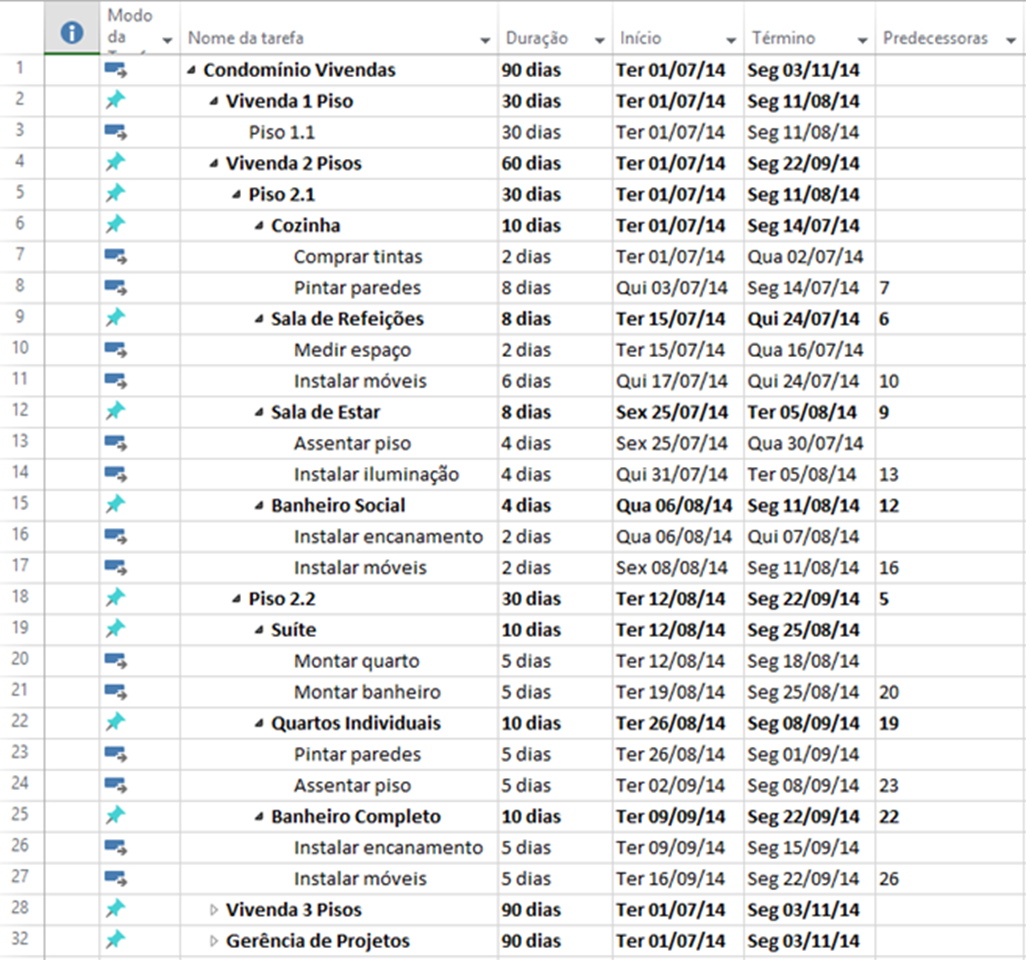 Modo da Nome da tarefa Duração Início Término Predecessoras
1 Condomínio Vivendas 90 dias Ter 01/07/14 Seg 03/11/14
2 Vivenda 1 Piso 30 dias Ter 01/07/14 Seg 11/08/14
3 Piso 1.1 30 dias Ter 01/07/14 Seg 11/08/14
4 Vivenda 2 Pisos 60 dias Ter 01/07/14 Seg 22/09/14
5 Piso 2.1 30 dias Ter 01/07/14 Seg 11/08/14
6 Cozinha 10 dias Ter 01/07/14 Seg 14/07/14
7 Comprar tintas 2 dias Ter 01/07/14 Qua 02/07/14
8 Pintar paredes 8 dias Qui 03/07/14 Seg 14/07/14 7
9 Sala de Refeições 8 dias Ter 15/07/14 Qui 24/07/14 6
10 Medir espaço 2 dias Ter 15/07/14 Qua 16/07/14
11 Instalar móveis 6 dias Qui 17/07/14 Qui 24/07/14 10
12 Sala de Estar 8 dias Sex 25/07/14 Ter 05/08/14 9
13 Assentar piso 4 dias Sex 25/07/14 Qua 30/07/14
14 Instalar iluminação 4 dias Qui 31/07/14 Ter 05/08/14 13
15 Banheiro Social 4 dias Qua 06/08/14 Seg 11/08/14 12
16 Instalar encanamento 2 dias Qua 06/08/14 Qui 07/08/14
17 Instalar móveis 2 dias Sex 08/08/14 Seg 11/08/14 16
18 Piso 2.2 30 dias Ter 12/08/14 Seg 22/09/14 5
19 Suíte 10 dias Ter 12/08/14 Seg 25/08/14
20 Montar quarto 5 dias Ter 12/08/14 Seg 18/08/14
21 Montar banheiro 5 dias Ter 19/08/14 Seg 25/08/14 20
22 Quartos Individuais 10 dias Ter 26/08/14 Seg 08/09/14 19
23 Pintar paredes 5 dias Ter 26/08/14 Seg 01/09/14
24 Assentar piso 5 dias Ter 02/09/14 Seg 08/09/14 23
25 Banheiro Completo 10 dias Ter 09/09/14 Seg 22/09/14 22
26 Instalar encanamento 5 dias Ter 09/09/14 Seg 15/09/14
27 Instalar móveis 5 dias Ter 16/09/14 Seg 22/09/14 26
28 Vivenda 3 Pisos 90 dias Ter 01/07/14 Seg 03/11/14
32 Gerência de Projetos 90 dias Ter 01/07/14 Seg 03/11/14